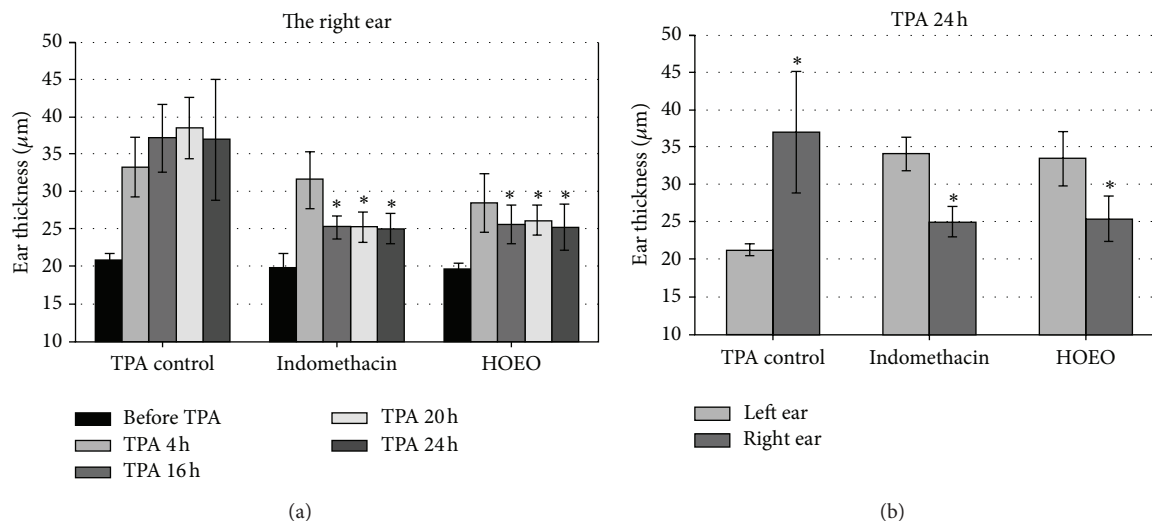 The right ear
50
45
40
35
30
25
20
15
10
Ear thickness (μm)
* * * * * *
TPA control Indomethacin HOEO
Before TPA TPA 20 h
TPA 4 h TPA 24 h
TPA 16 h
(a)
TPA 24 h
50
45
40
35
30
25
20
15
10
Ear thickness (μm)
* * *
TPA control Indomethacin HOEO
Left ear
Right ear
(b)